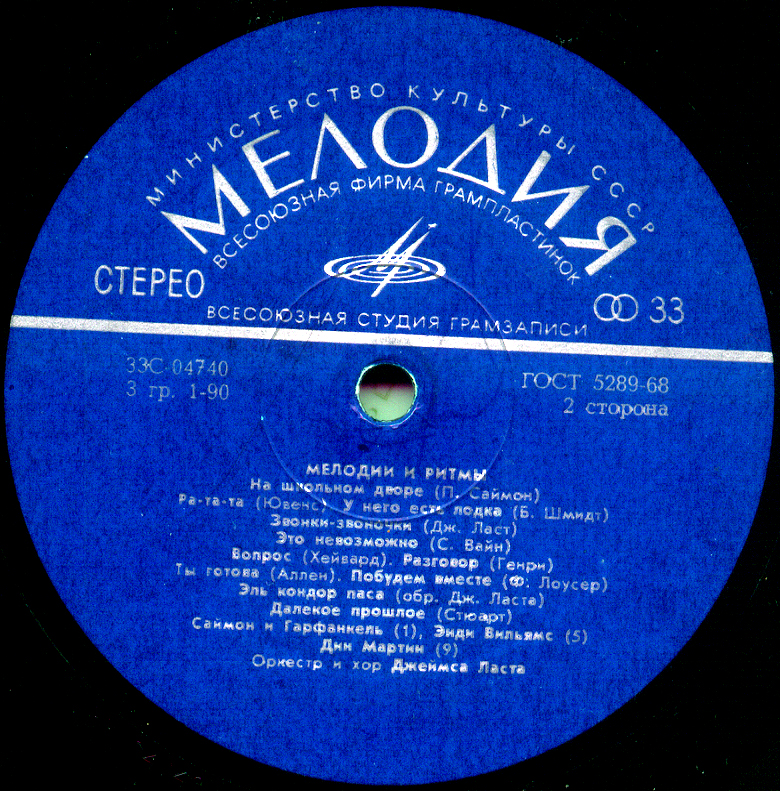 МИНИСТЕРСТВО КУЛЬТУРЫ СССР
МЕЛОДИЯ
ВСЕСОЮЗНАЯ ФИРМА ГРАМПЛАСТИНОК
СТЕРЕО
33
ВСЕСОЮЗНАЯ СТУДИЯ ГРАМЗАПИСИ
33С-04740
3 гр. 1-90
ГОСТ 5289-68
2 сторона
МЕЛОДИИ И РИТМЫ
На школьном дворе (П. Саймон)
Ра-та-та (Ювенс). У него есть лодка (Б. Шмидт)
Звонки-звоночки (Дж. Ласт)
Это невозможно (С. Вайн)
Вопрос (Хейвард). Разговор (Генри)
Ты готова (Аллен). Побудем вместе (Ф. Лоусер)
Эль кондор паса (обр. Дж. Ласта)
Далекое прошлое (Стюарт)
Саймон и Гарфанкель (1), Энди Вильямс (5)
Дин Мартин (9)
Оркестр и хор Джеймса Ласта